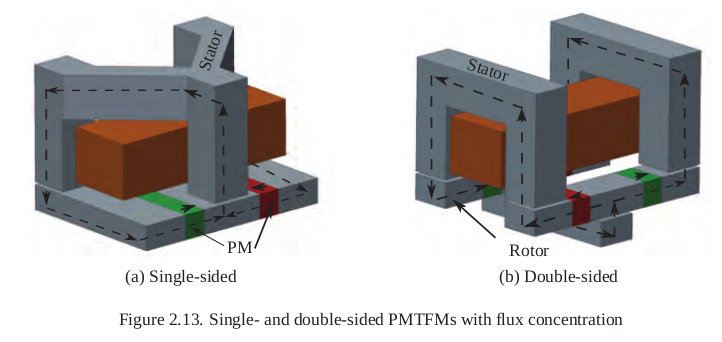 Stator
Stator
PM
Rotor
(a) Single-sided
(b) Double-sided
Figure 2.13. Single- and double-sided PMTFMs with flux concentration